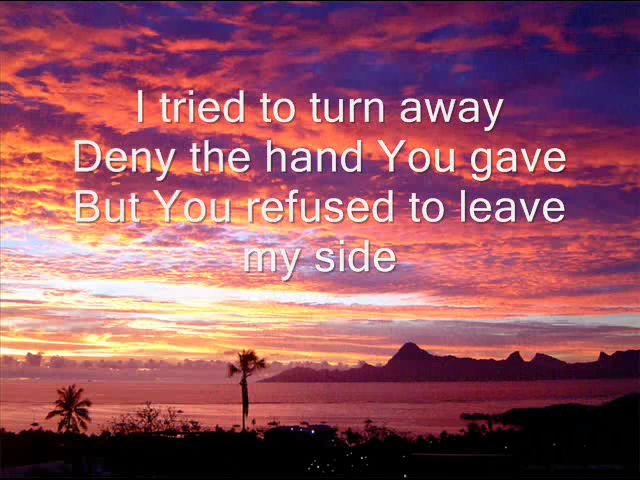 I tried to turn away
Deny the hand You gave
But You refused to leave
my side